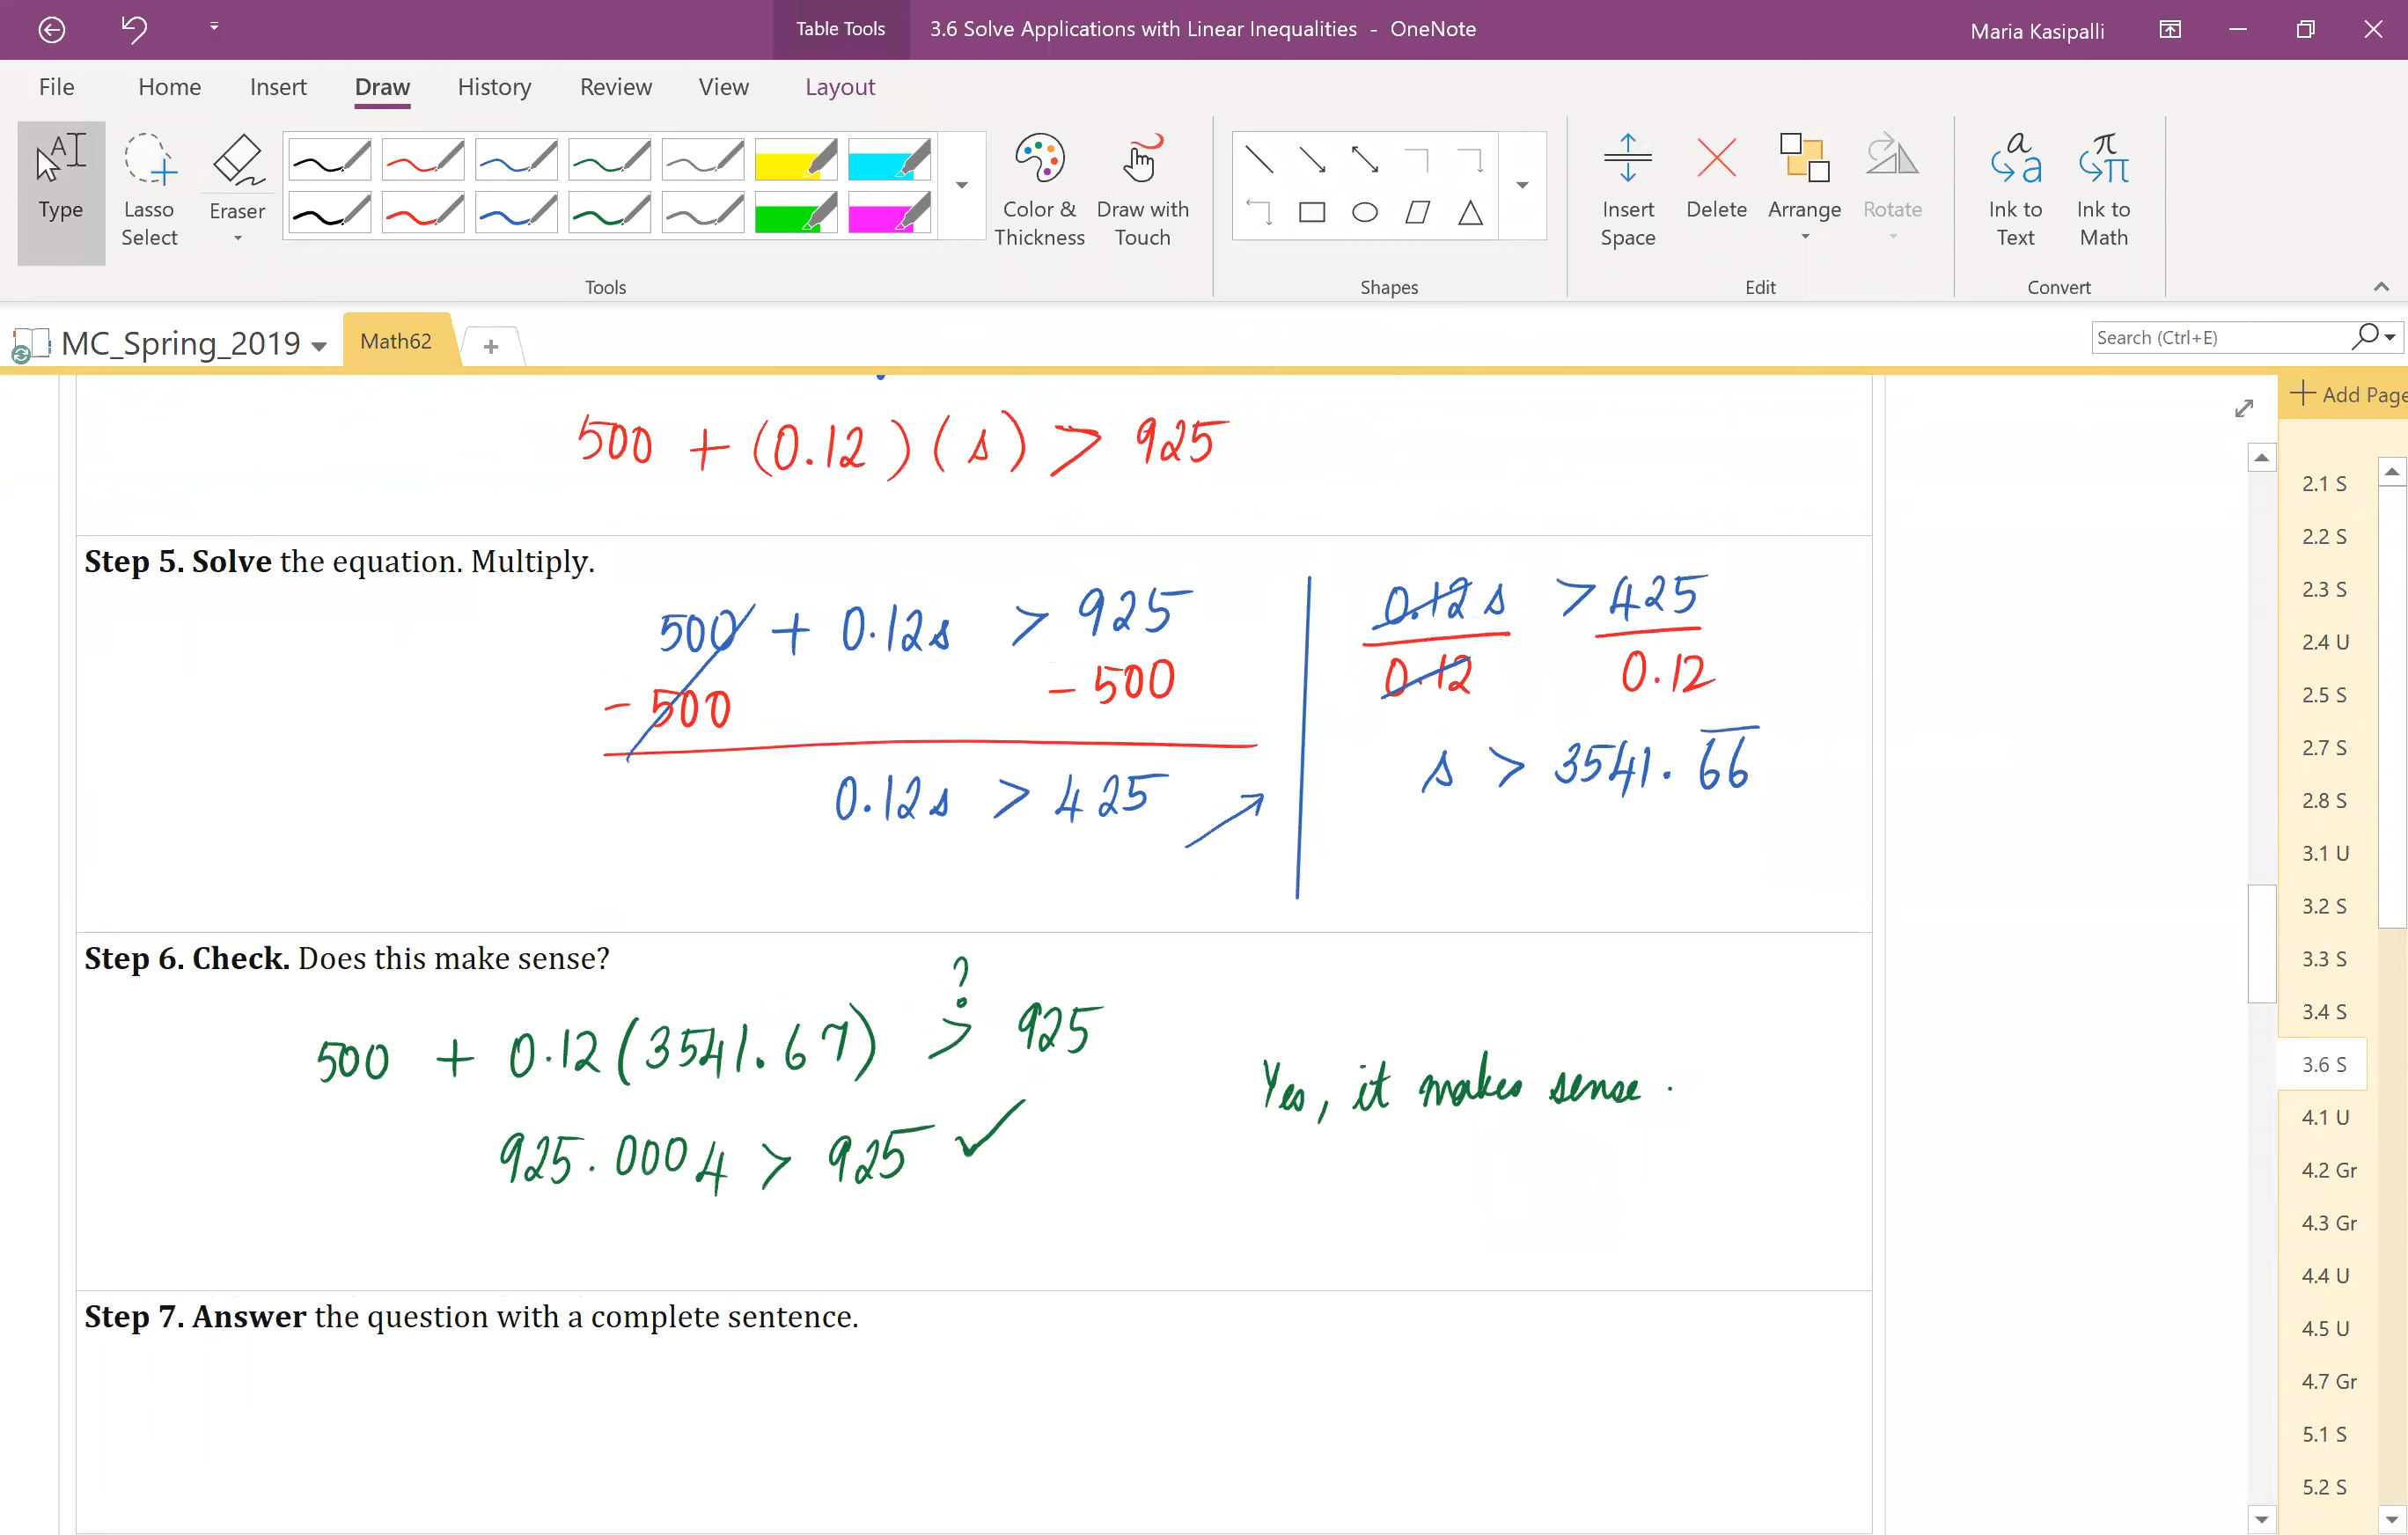 Table Tools 3.6 Solve Applications with Linear Inequalities - OneNote Maria Kasipalli
File Home Insert Draw History Review View Layout
Type
Lasso Select
Eraser
Color & Thickness
Draw with Touch
Insert Space
Delete
Arrange
Rotate
Ink to Text
Ink to Math
Tools Shapes Edit Convert
MC_Spring_2019 Math62 + Search (Ctrl+E)
Add Page
500 + (0.12)(s) > 925
Step 5. Solve the equation. Multiply.
500 + 0.12s > 925
- 500 - 500
0.12s > 425
0.12s > 425
0.12 0.12
s > 3541.6̅6̅
Step 6. Check. Does this make sense?
?
500 + 0.12(3541.67) > 925
925.0004 > 925 ✓
Yes, it makes sense.
Step 7. Answer the question with a complete sentence.
2.1 S
2.2 S
2.3 S
2.4 U
2.5 S
2.7 S
2.8 S
3.1 U
3.2 S
3.3 S
3.4 S
3.6 S
4.1 U
4.2 Gr
4.3 Gr
4.4 U
4.5 U
4.7 Gr
5.1 S
5.2 S